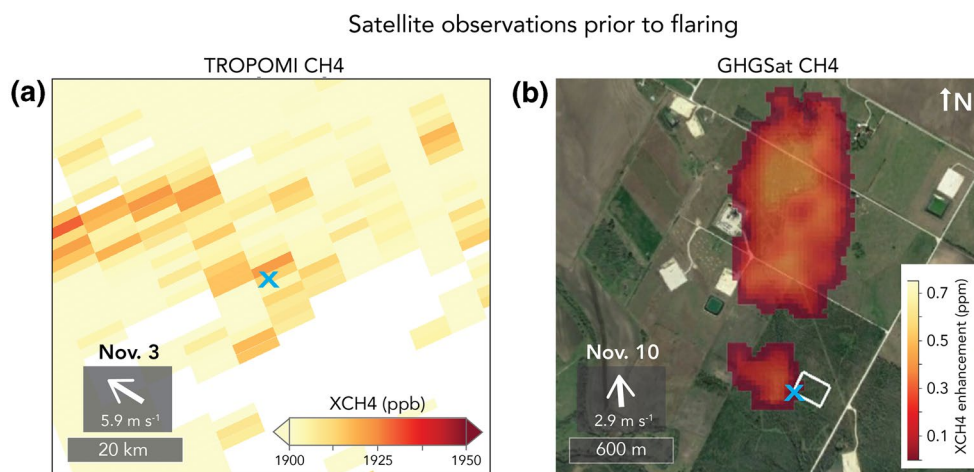 Satellite observations prior to flaring
TROPOMI CH4
GHGSat CH4
(a)
(b)
↑N
Nov. 3
5.9 m s⁻¹
20 km
XCH4 (ppb)
1900 1925 1950
Nov. 10
2.9 m s⁻¹
600 m
XCH4 enhancement (ppm)
0.7
0.5
0.3
0.1